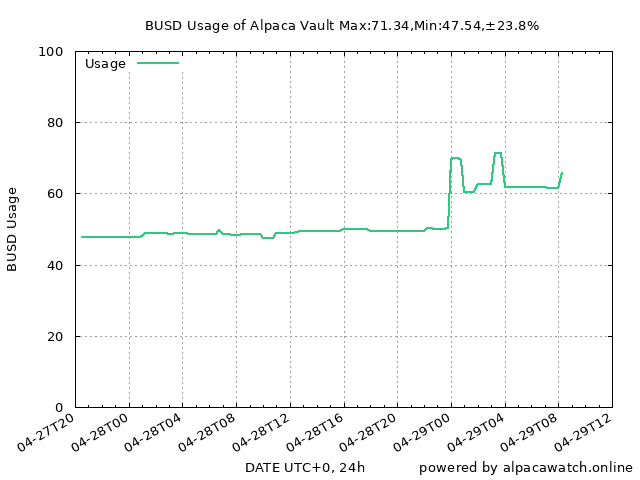 BUSD Usage of Alpaca Vault Max:71.34,Min:47.54,±23.8%
Usage
100
80
60
40
20
0
BUSD Usage
04-27T20
04-28T00
04-28T04
04-28T08
04-28T12
04-28T16
04-28T20
04-29T00
04-29T04
04-29T08
04-29T12
DATE UTC+0, 24h
powered by alpacawatch.online